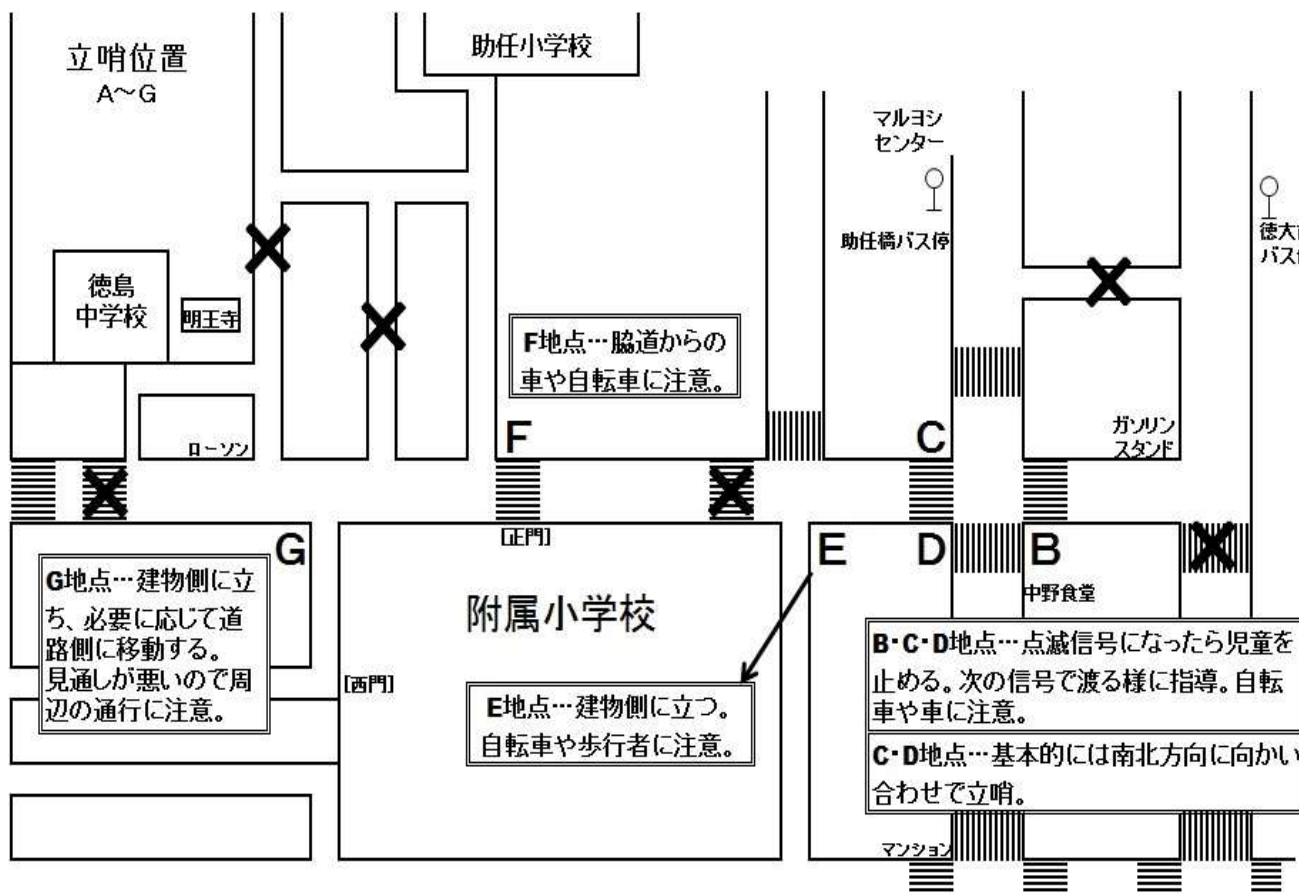 立哨位置
A～G
助任小学校
マルヨシ
センター
助任橋バス停
徳大前
バス停
徳島
中学校
明王寺
F地点…脇道からの
車や自転車に注意。
ローソン
F
C
ガソリン
スタンド
G
[正門]
E
D
B
中野食堂
附属小学校
G地点…建物側に立
ち、必要に応じて道
路側に移動する。
見通しが悪いので周
辺の通行に注意。
[西門]
E地点…建物側に立つ。
自転車や歩行者に注意。
B・C・D地点…点滅信号になったら児童を
止める。次の信号で渡る様に指導。自転
車や車に注意。
C・D地点…基本的には南北方向に向かい
合わせで立哨。
マンション